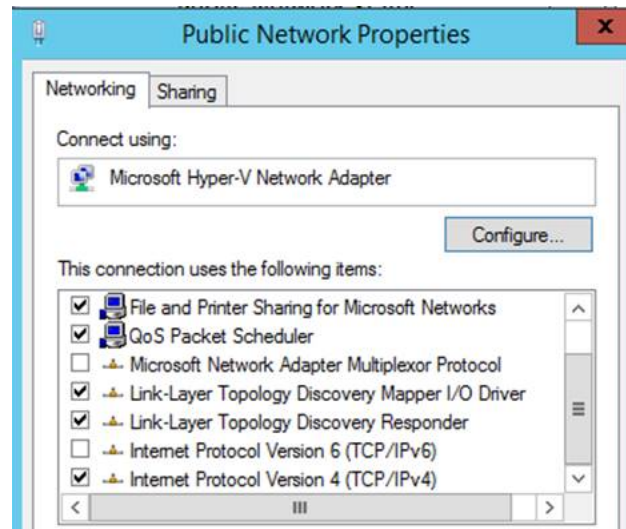 Public Network Properties
x
Networking
Sharing
Connect using:
Microsoft Hyper-V Network Adapter
Configure...
This connection uses the following items:
File and Printer Sharing for Microsoft Networks
QoS Packet Scheduler
Microsoft Network Adapter Multiplexor Protocol
Link-Layer Topology Discovery Mapper I/O Driver
Link-Layer Topology Discovery Responder
Internet Protocol Version 6 (TCP/IPv6)
Internet Protocol Version 4 (TCP/IPv4)